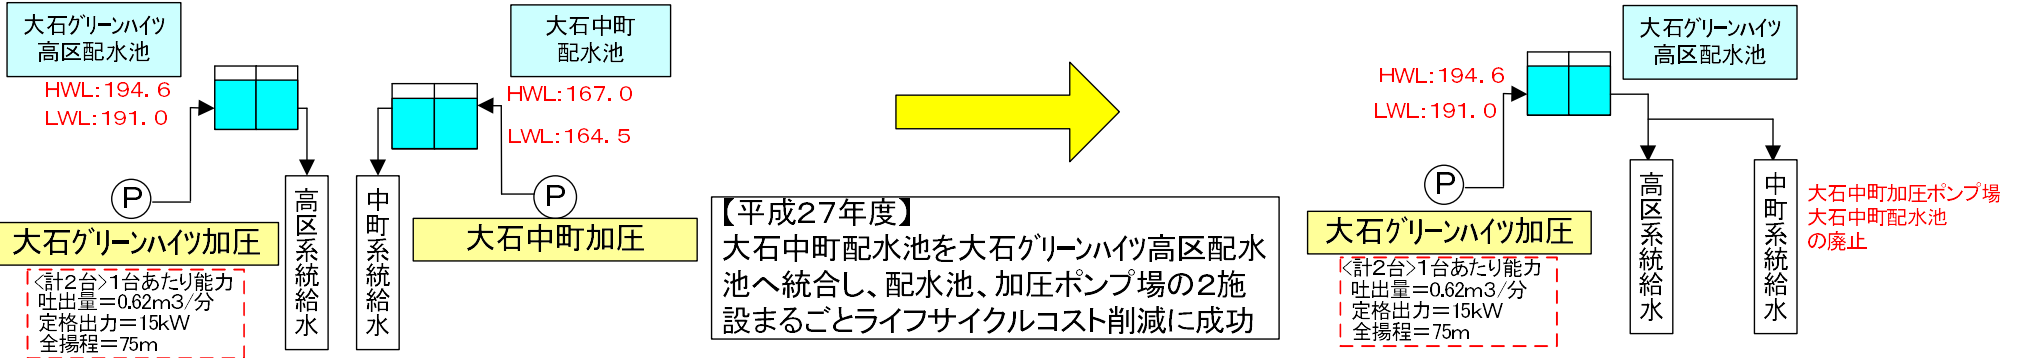 大石グリーンハイツ
高区配水池
HWL:194.6
LWL:191.0
P
大石グリーンハイツ加圧
<計2台>1台あたり能力
吐出量=0.62m3/分
定格出力=15kW
全揚程=75m
高区系統給水
大石中町
配水池
HWL:167.0
LWL:164.5
中町系統給水
P
大石中町加圧
【平成27年度】
大石中町配水池を大石グリーンハイツ高区配水
池へ統合し、配水池、加圧ポンプ場の2施
設まるごとライフサイクルコスト削減に成功
大石グリーンハイツ
高区配水池
HWL:194.6
LWL:191.0
P
大石グリーンハイツ加圧
<計2台>1台あたり能力
吐出量=0.62m3/分
定格出力=15kW
全揚程=75m
高区系統給水
中町系統給水
大石中町加圧ポンプ場
大石中町配水池
の廃止